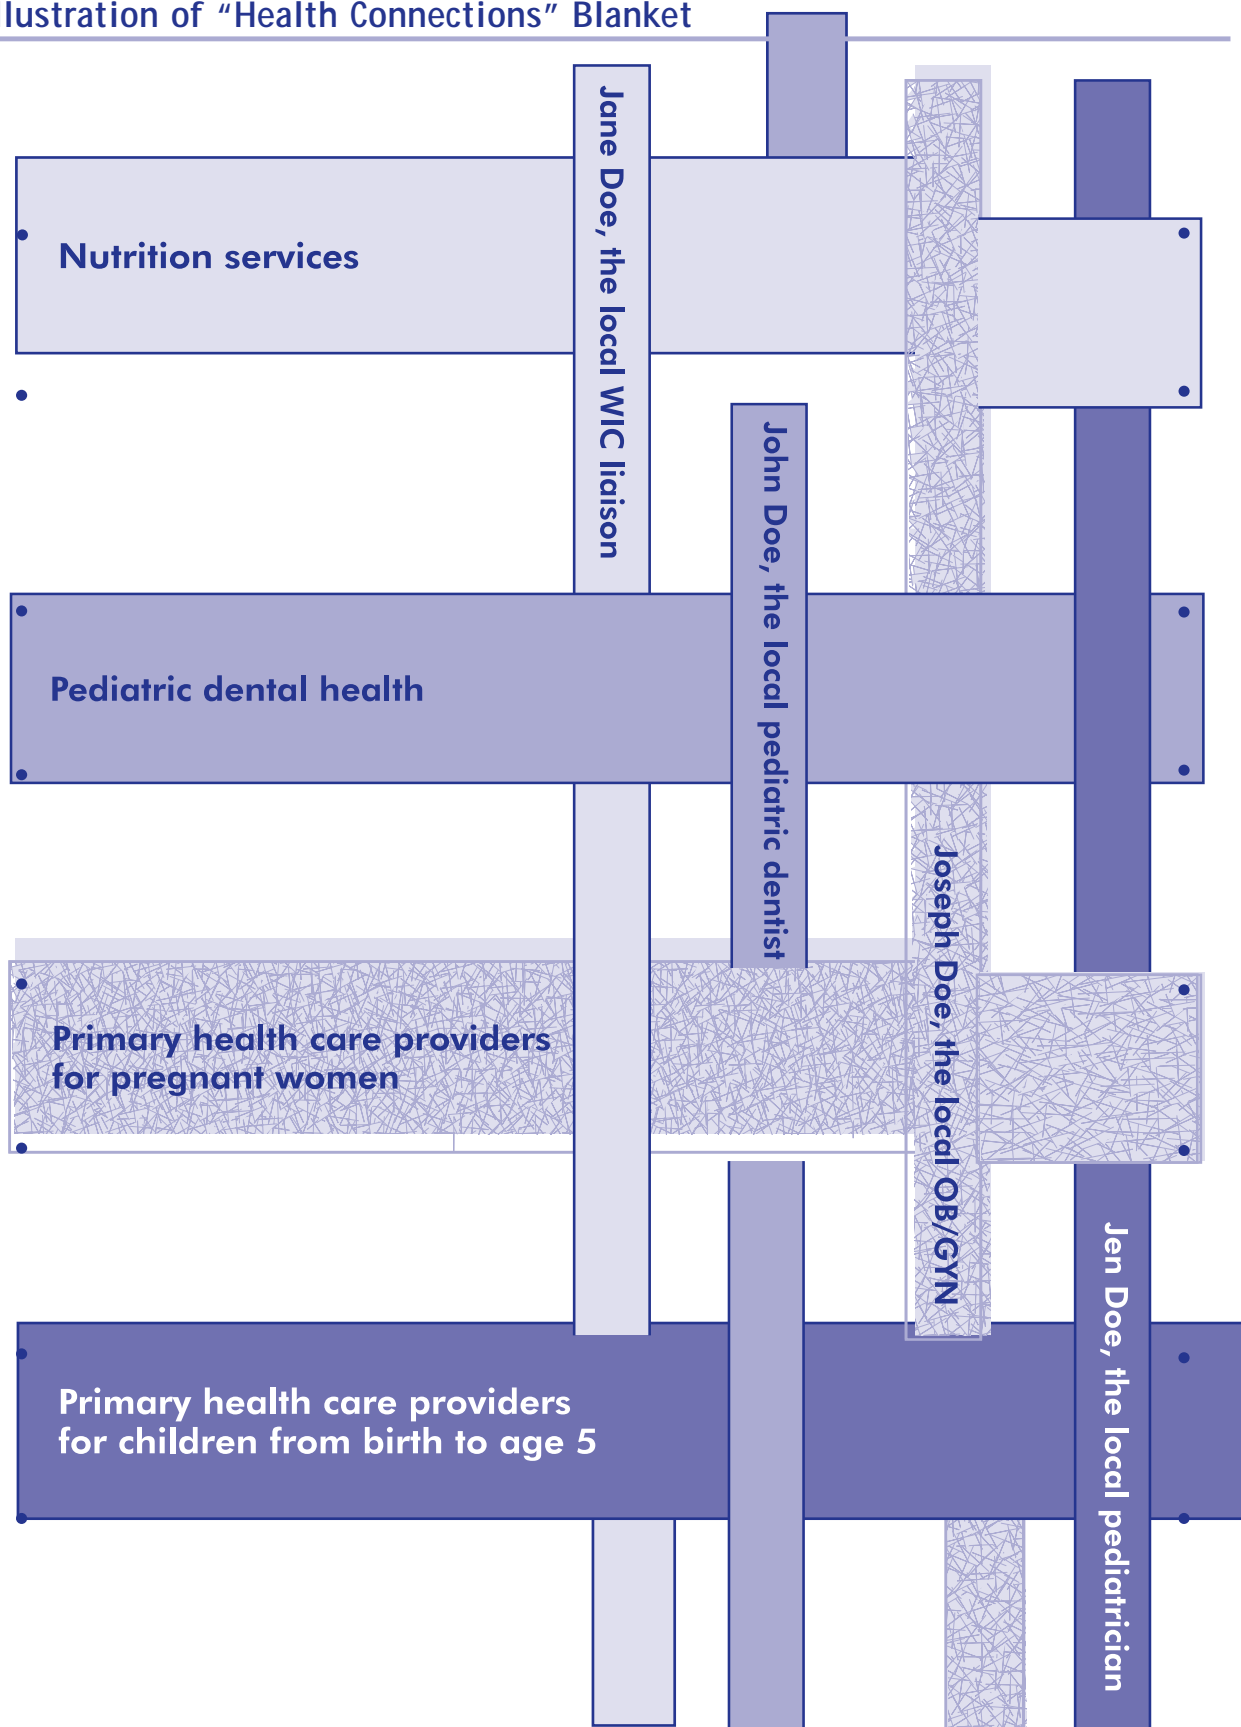 llustration of “Health Connections” Blanket
Jane Doe, the local WIC liaison
Nutrition services
John Doe, the local pediatric dentist
Pediatric dental health
Joseph Doe, the local OB/GYN
Primary health care providers
for pregnant women
Jen Doe, the local pediatrician
Primary health care providers
for children from birth to age 5